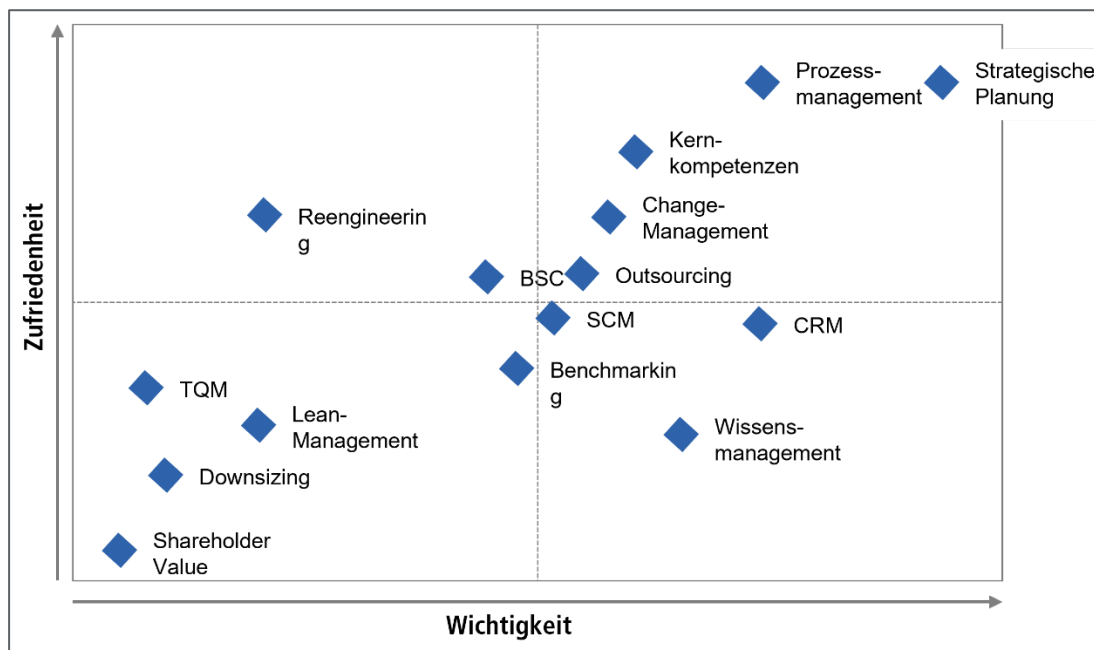 Zufriedenheit
Prozess-
management
Strategische
Planung
Kern-
kompetenzen
Reengineerin
g
Change-
Management
BSC
Outsourcing
SCM
CRM
Benchmarkin
g
TQM
Lean-
Management
Wissens-
management
Downsizing
Shareholder
Value
Wichtigkeit